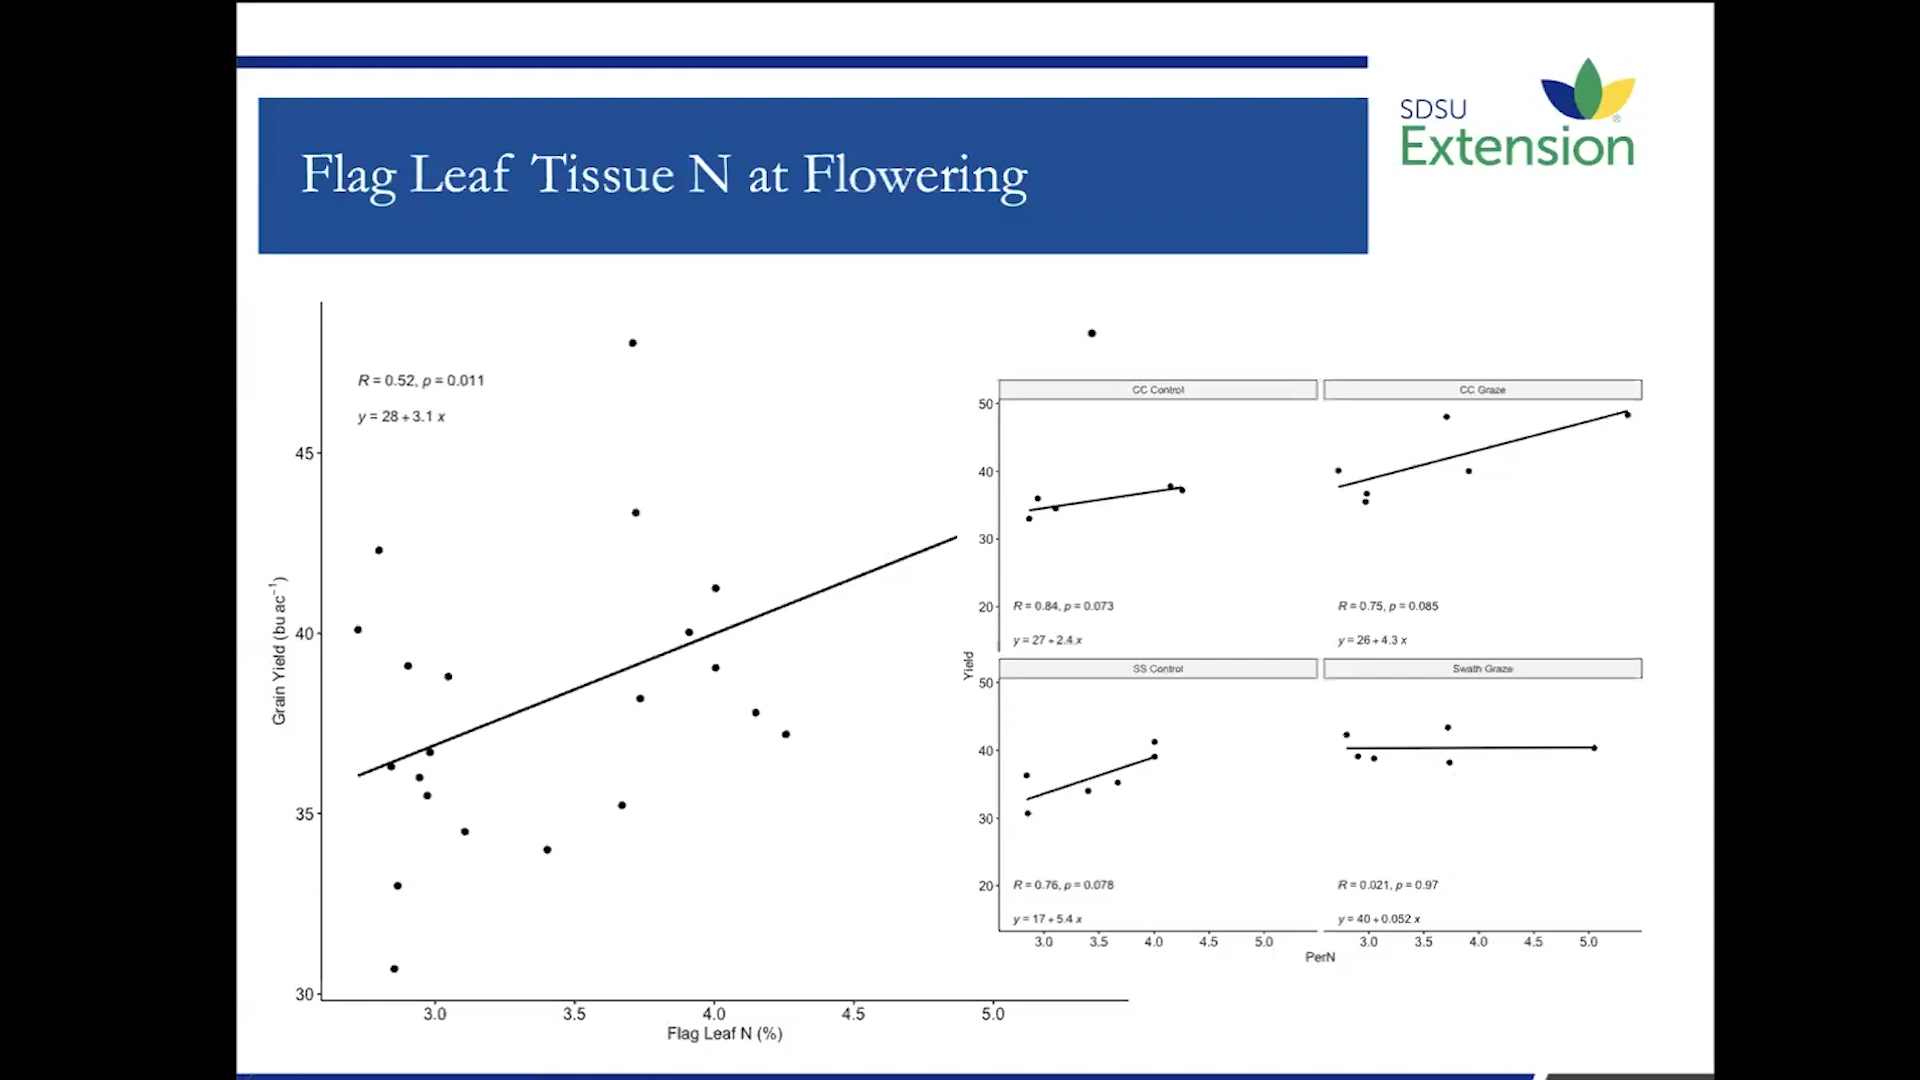 SDSU
Extension
®
Flag Leaf Tissue N at Flowering
R = 0.52, p = 0.011
y = 28 + 3.1 x
45
40
35
30
Grain Yield (bu ac⁻¹)
3.0 3.5 4.0 4.5 5.0
Flag Leaf N (%)
CC Control
CC Graze
50
40
30
20
R = 0.84, p = 0.073
y = 27 + 2.4 x
R = 0.75, p = 0.085
y = 26 + 4.3 x
Yield
SS Control
Swath Graze
50
40
30
20
R = 0.76, p = 0.078
y = 17 + 5.4 x
R = 0.021, p = 0.97
y = 40 + 0.052 x
3.0 3.5 4.0 4.5 5.0
3.0 3.5 4.0 4.5 5.0
PerN